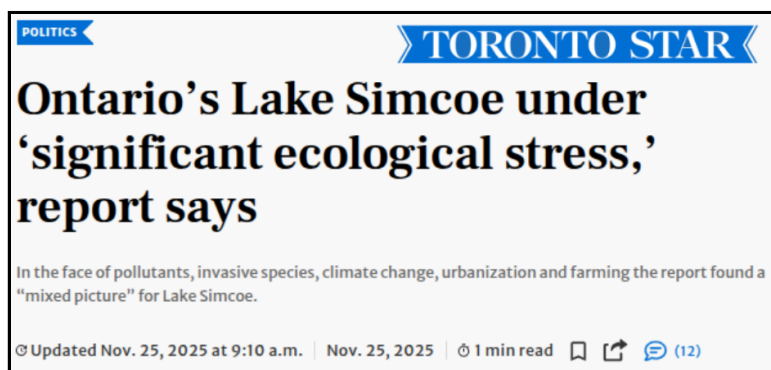 POLITICS
TORONTO STAR
Ontario’s Lake Simcoe under
‘significant ecological stress,’
report says
In the face of pollutants, invasive species, climate change, urbanization and farming the report found a
“mixed picture” for Lake Simcoe.
Updated Nov. 25, 2025 at 9:10 a.m. Nov. 25, 2025 1 min read (12)